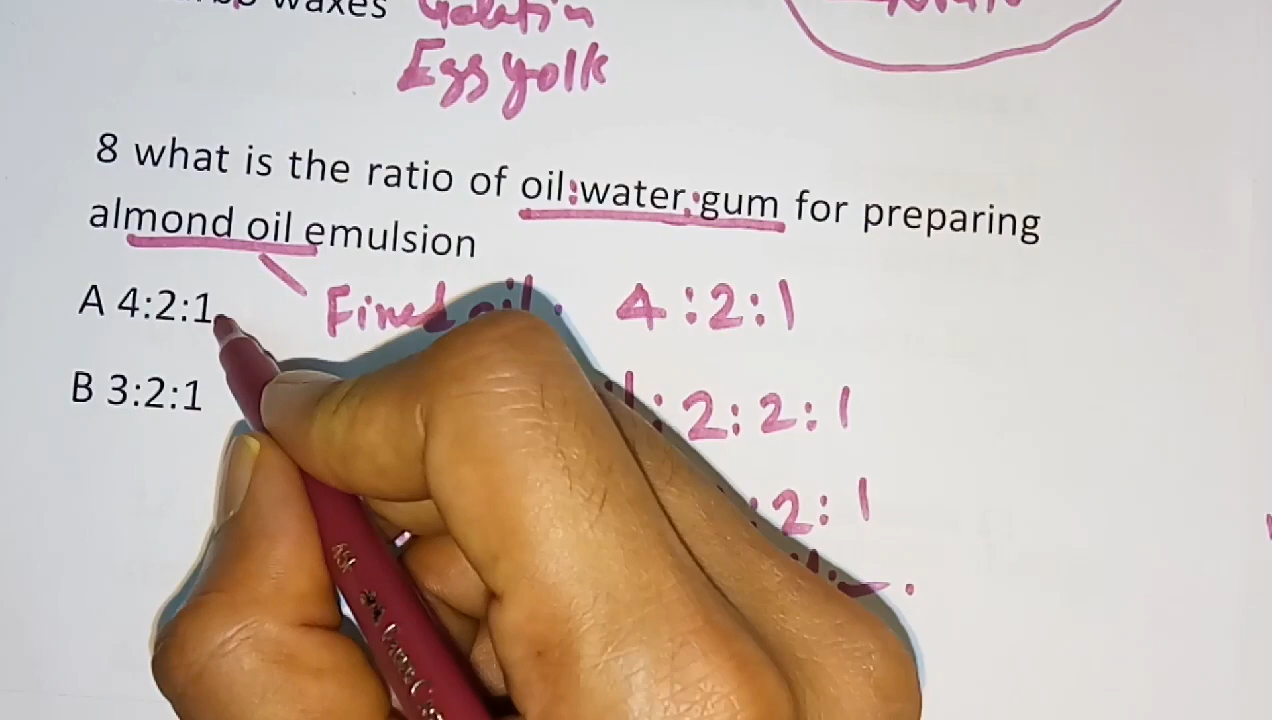 waxes Gelatin
Egg yolk
8 what is the ratio of oil:water:gum for preparing
almond oil emulsion
A 4:2:1 Fixed oil: 4:2:1
B 3:2:1 : 2:2:1
:2:1